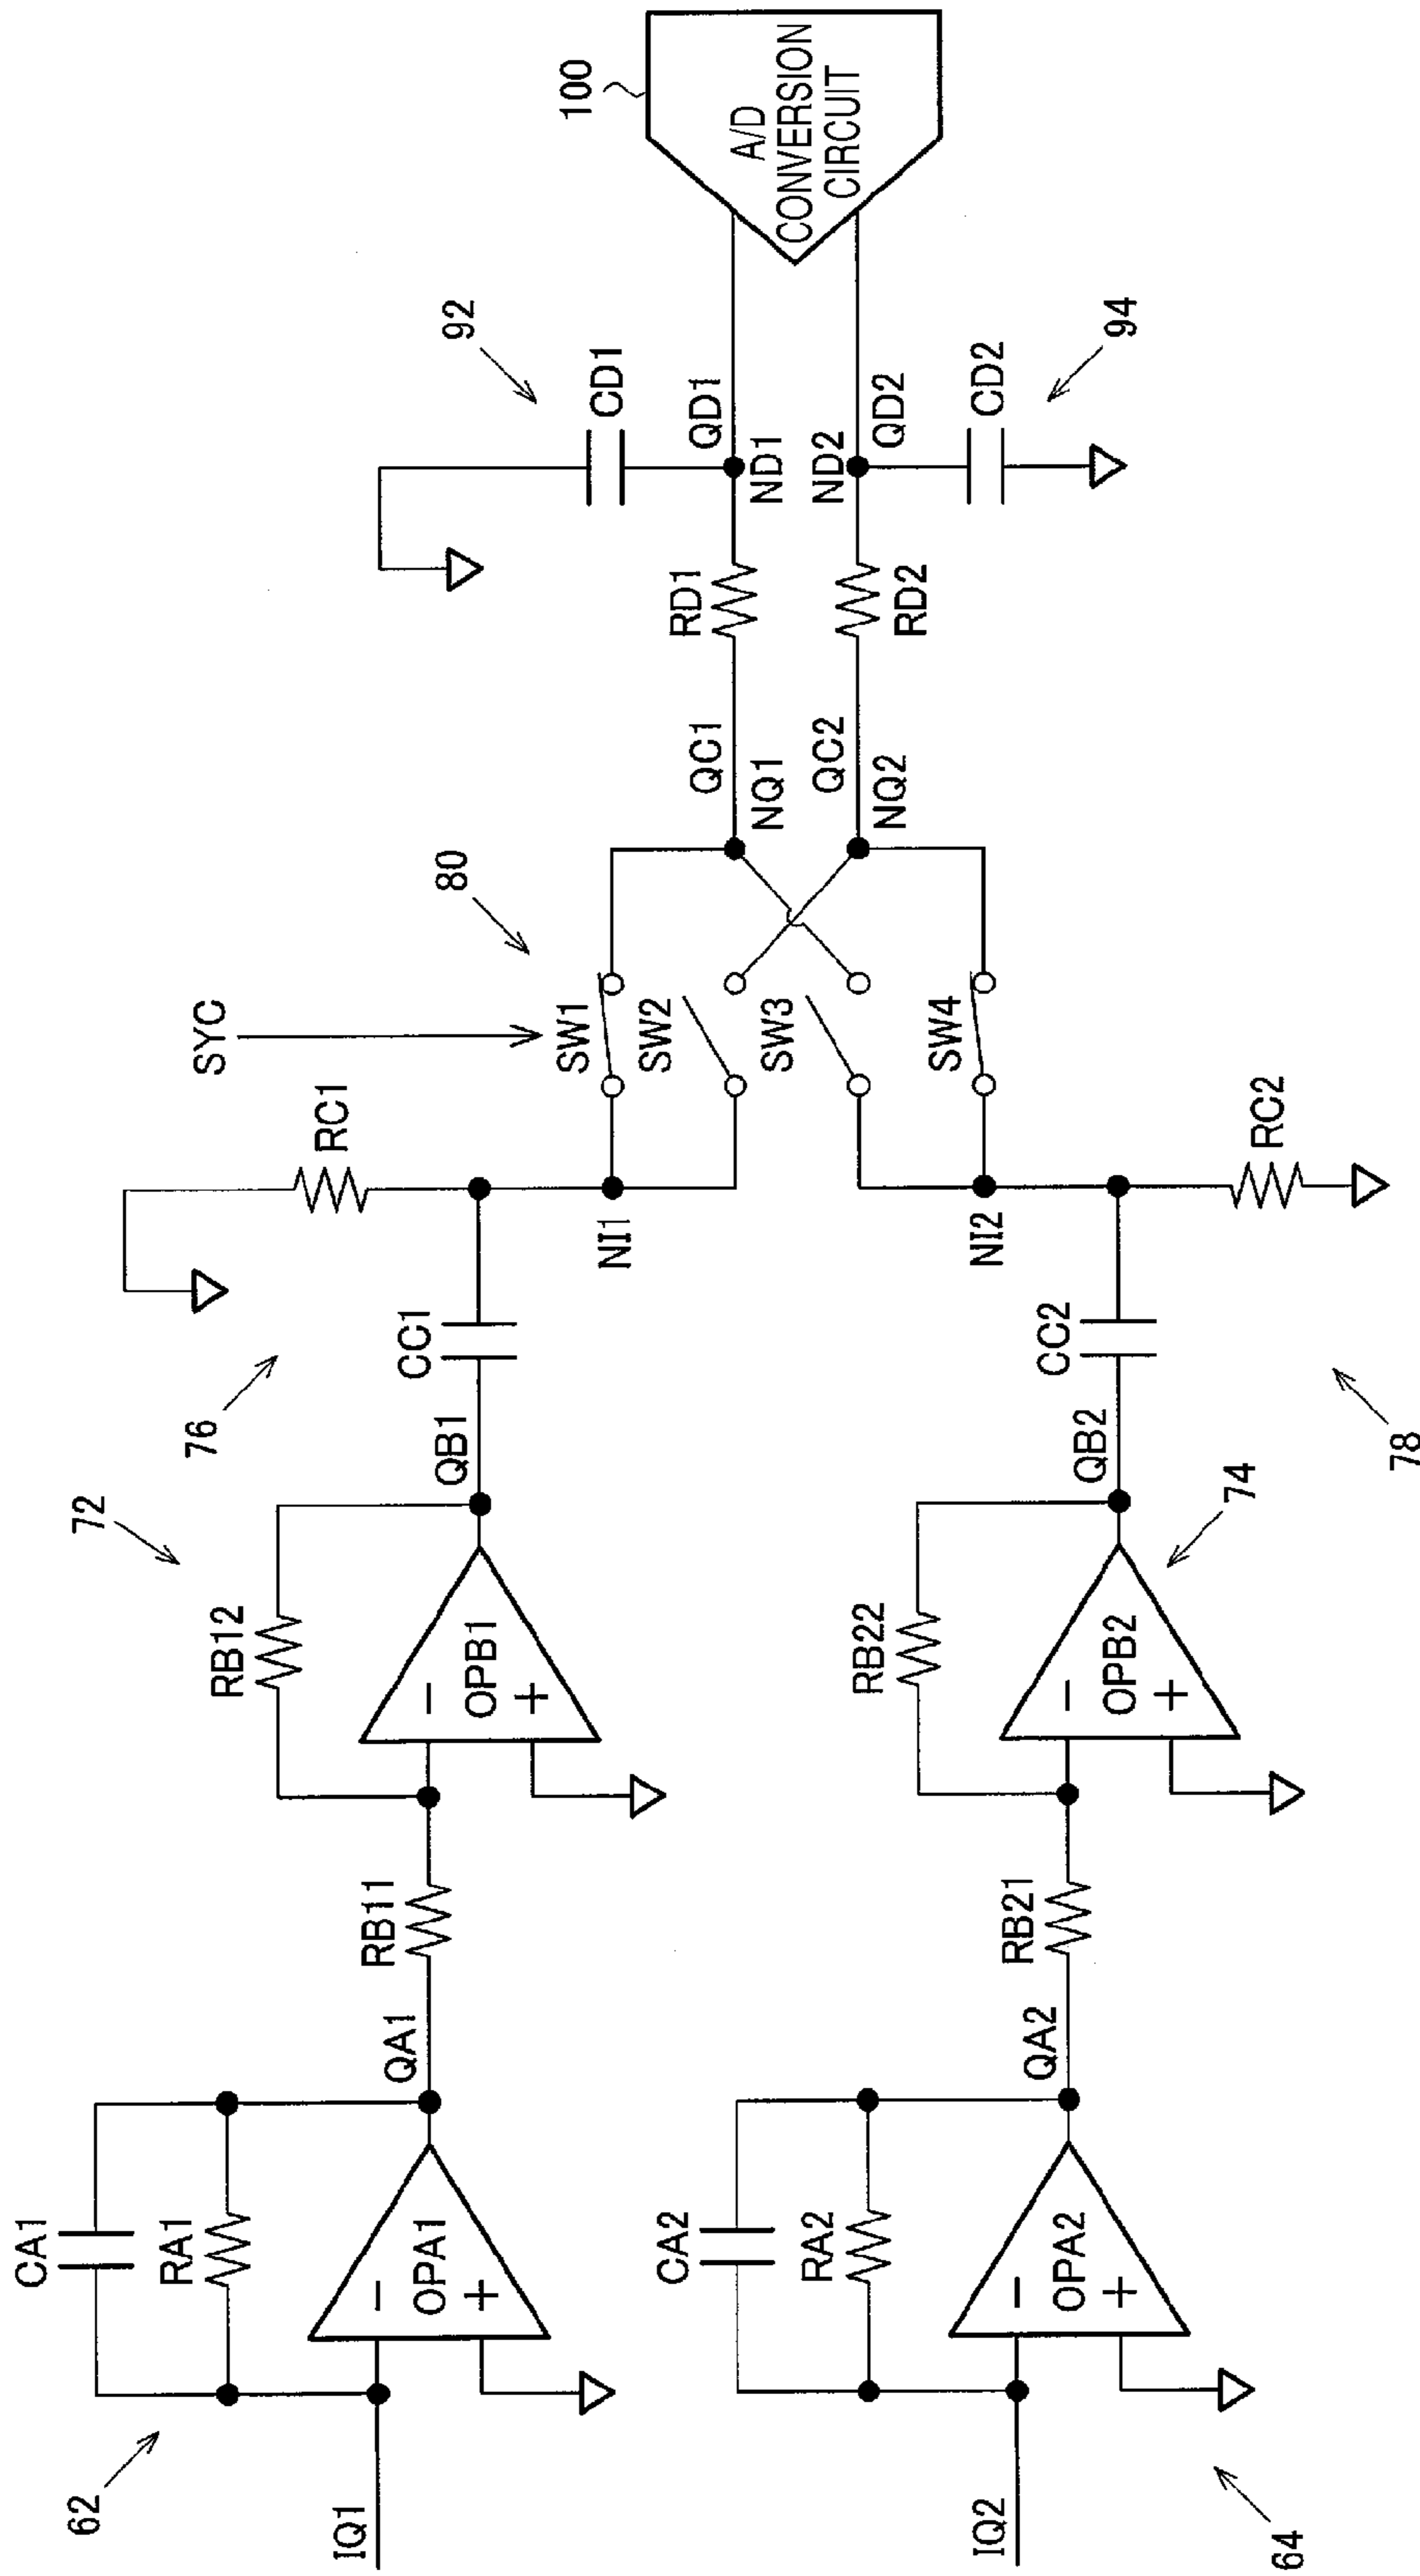 62
CA1
RA1
OPA1
−
+
IQ1
QA1
RB11
72
RB12
OPB1
−
+
QB1
76
CC1
RC1
NI1
SYC
80
SW1
SW2
SW3
SW4
NI2
NQ1
QC1
RD1
NQ2
QC2
RD2
92
CD1
QD1
ND1
ND2
QD2
CD2
94
100
A/D
CONVERSION
CIRCUIT
CA2
RA2
OPA2
−
+
IQ2
64
QA2
RB21
RB22
OPB2
−
+
74
QB2
CC2
RC2
78